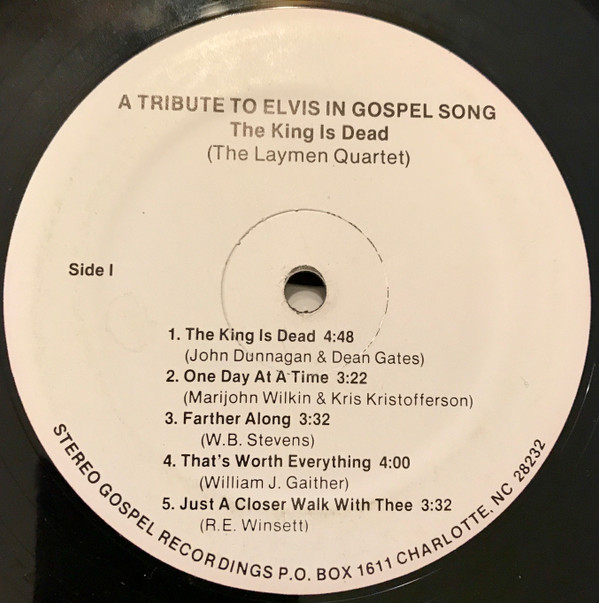 A TRIBUTE TO ELVIS IN GOSPEL SONG
The King Is Dead
(The Laymen Quartet)
Side I
1. The King Is Dead 4:48
(John Dunnagan & Dean Gates)
2. One Day At A Time 3:22
(Marijohn Wilkin & Kris Kristofferson)
3. Farther Along 3:32
(W.B. Stevens)
4. That's Worth Everything 4:00
(William J. Gaither)
5. Just A Closer Walk With Thee 3:32
(R.E. Winsett)
STEREO GOSPEL RECORDINGS P.O. BOX 1611 CHARLOTTE, NC 28232